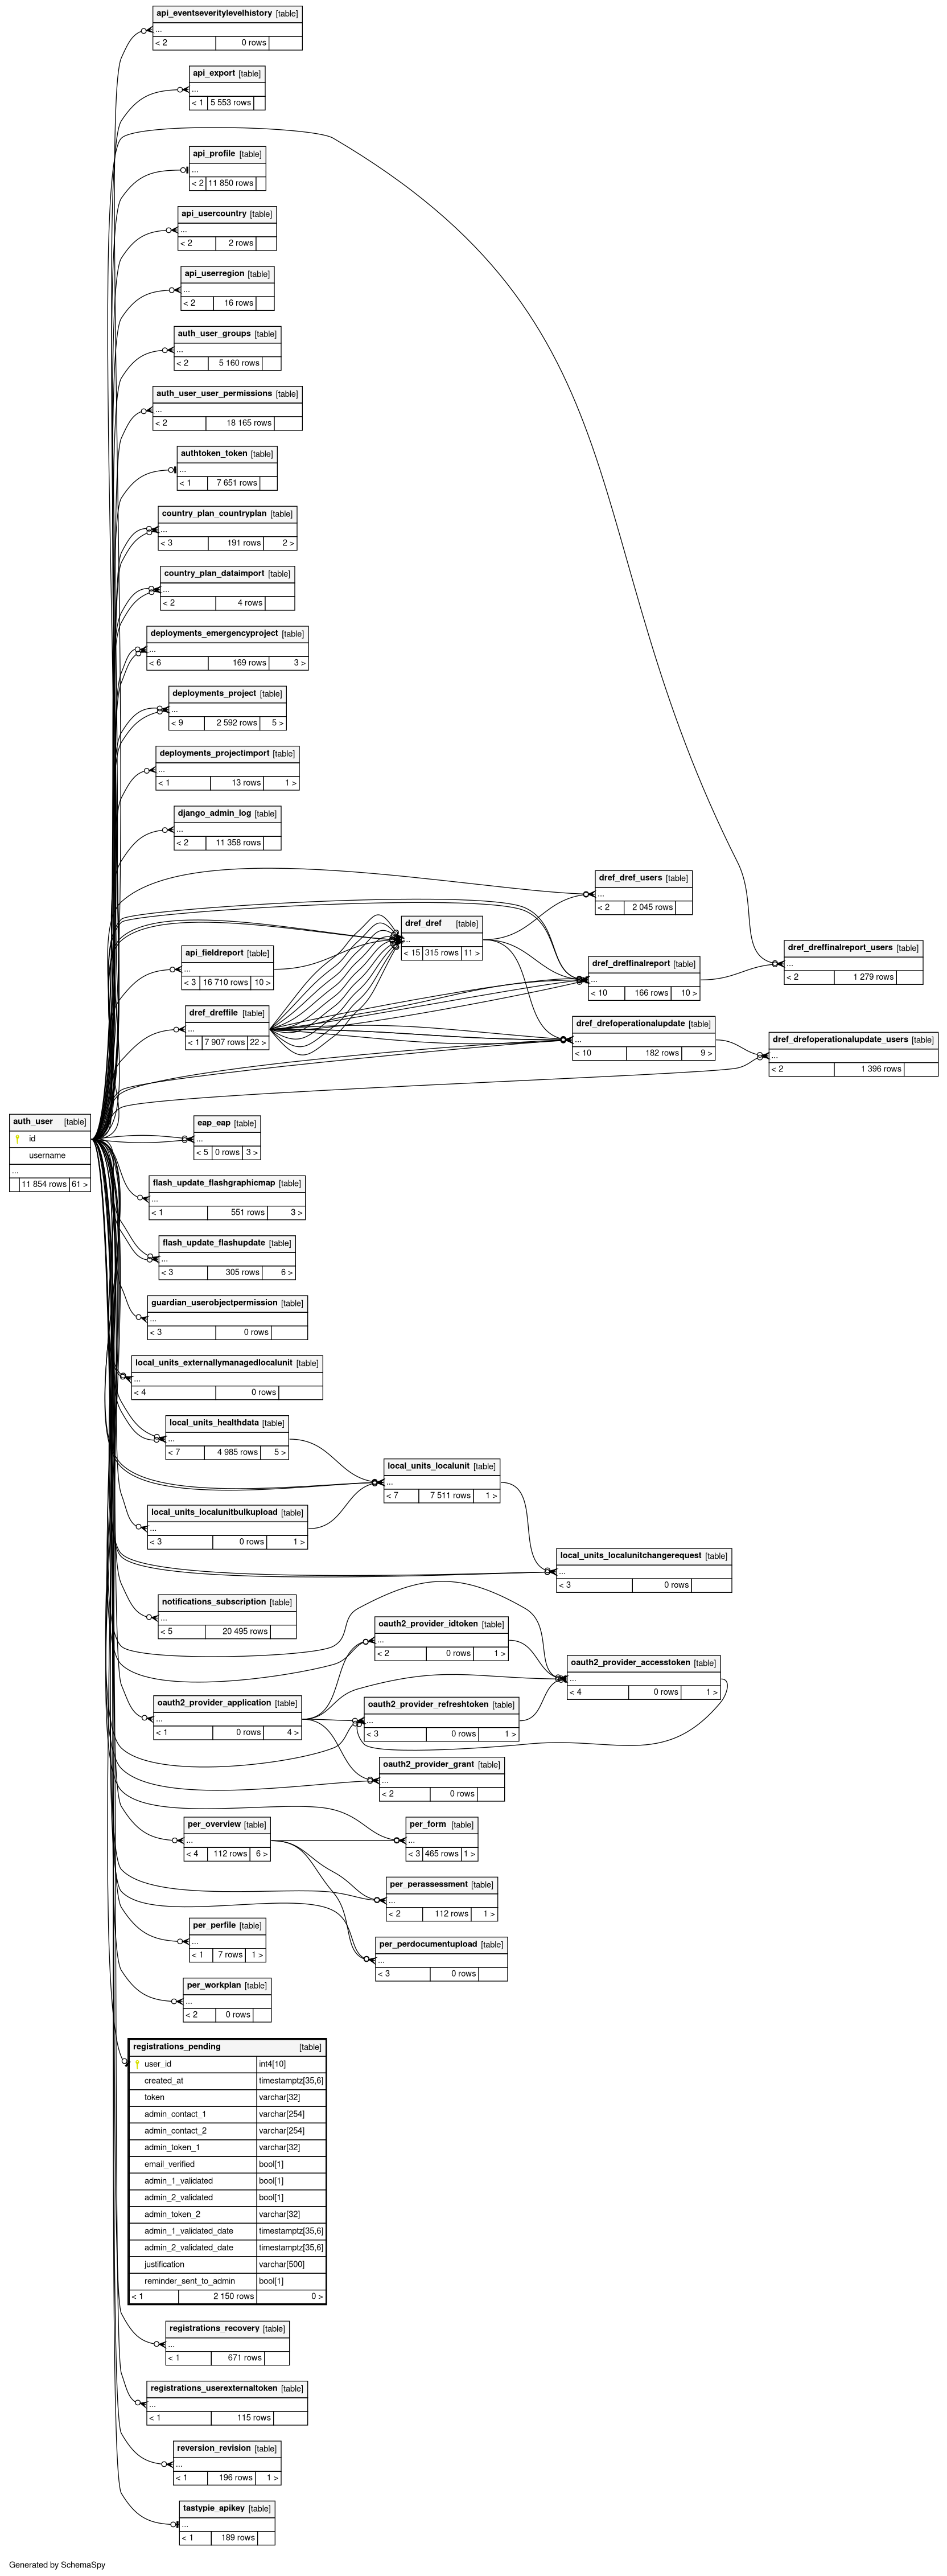 api_eventseveritylevelhistory [table]
...
< 2 0 rows
api_export [table]
...
< 1 5 553 rows
api_profile [table]
...
< 2 11 850 rows
api_usercountry [table]
...
< 2 2 rows
api_userregion [table]
...
< 2 16 rows
auth_user_groups [table]
...
< 2 5 160 rows
auth_user_user_permissions [table]
...
< 2 18 165 rows
authtoken_token [table]
...
< 1 7 651 rows
country_plan_countryplan [table]
...
< 3 191 rows 2 >
country_plan_dataimport [table]
...
< 2 4 rows
deployments_emergencyproject [table]
...
< 6 169 rows 3 >
deployments_project [table]
...
< 9 2 592 rows 5 >
deployments_projectimport [table]
...
< 1 13 rows 1 >
django_admin_log [table]
...
< 2 11 358 rows
dref_dref_users [table]
...
< 2 2 045 rows
dref_dref [table]
...
< 15 315 rows 11 >
dref_dreffinalreport_users [table]
...
< 2 1 279 rows
api_fieldreport [table]
...
< 3 16 710 rows 10 >
dref_dreffinalreport [table]
...
< 10 166 rows 10 >
dref_dreffile [table]
...
< 1 7 907 rows 22 >
dref_drefoperationalupdate [table]
...
< 10 182 rows 9 >
dref_drefoperationalupdate_users [table]
...
< 2 1 396 rows
auth_user [table]
id
username
...
11 854 rows 61 >
eap_eap [table]
...
< 5 0 rows 3 >
flash_update_flashgraphicmap [table]
...
< 1 551 rows 3 >
flash_update_flashupdate [table]
...
< 3 305 rows 6 >
guardian_userobjectpermission [table]
...
< 3 0 rows
local_units_externallymanagedlocalunit [table]
...
< 4 0 rows
local_units_healthdata [table]
...
< 7 4 985 rows 5 >
local_units_localunit [table]
...
< 7 7 511 rows 1 >
local_units_localunitbulkupload [table]
...
< 3 0 rows 1 >
local_units_localunitchangerequest [table]
...
< 3 0 rows
notifications_subscription [table]
...
< 5 20 495 rows
oauth2_provider_idtoken [table]
...
< 2 0 rows 1 >
oauth2_provider_accesstoken [table]
...
< 4 0 rows 1 >
oauth2_provider_application [table]
...
< 1 0 rows 4 >
oauth2_provider_refreshtoken [table]
...
< 3 0 rows 1 >
oauth2_provider_grant [table]
...
< 2 0 rows
per_overview [table]
...
< 4 112 rows 6 >
per_form [table]
...
< 3 465 rows 1 >
per_perassessment [table]
...
< 2 112 rows 1 >
per_perfile [table]
...
< 1 7 rows 1 >
per_perdocumentupload [table]
...
< 3 0 rows
per_workplan [table]
...
< 2 0 rows
registrations_pending [table]
user_id int4[10]
created_at timestamptz[35,6]
token varchar[32]
admin_contact_1 varchar[254]
admin_contact_2 varchar[254]
admin_token_1 varchar[32]
email_verified bool[1]
admin_1_validated bool[1]
admin_2_validated bool[1]
admin_token_2 varchar[32]
admin_1_validated_date timestamptz[35,6]
admin_2_validated_date timestamptz[35,6]
justification varchar[500]
reminder_sent_to_admin bool[1]
< 1 2 150 rows 0 >
registrations_recovery [table]
...
< 1 671 rows
registrations_userexternaltoken [table]
...
< 1 115 rows
reversion_revision [table]
...
< 1 196 rows 1 >
tastypie_apikey [table]
...
< 1 189 rows
Generated by SchemaSpy